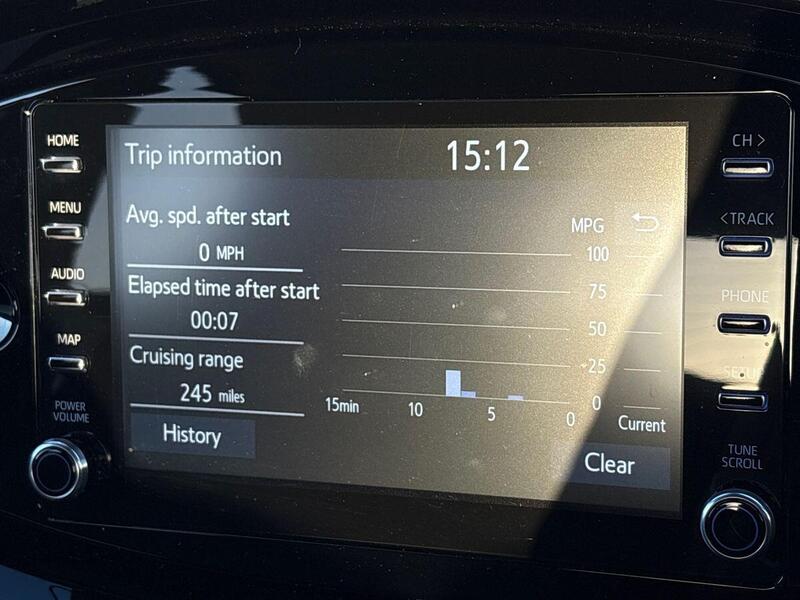 HOME
MENU
AUDIO
MAP
POWER
VOLUME
Trip information
15:12
Avg. spd. after start
0 MPH
Elapsed time after start
00:07
Cruising range
245 miles
History
MPG
100
75
50
25
0
15min 10 5 0
Current
Clear
CH >
< TRACK
PHONE
SETUP
TUNE
SCROLL